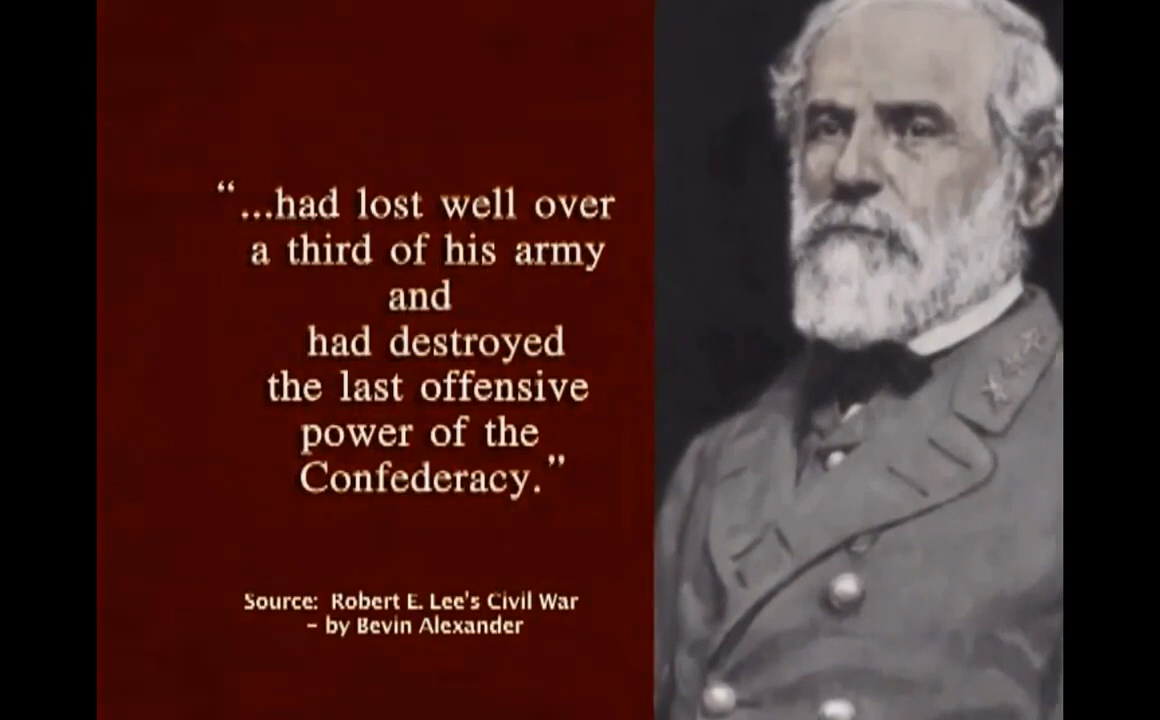 “...had lost well over
a third of his army
and
had destroyed
the last offensive
power of the
Confederacy.”
Source: Robert E. Lee's Civil War
– by Bevin Alexander